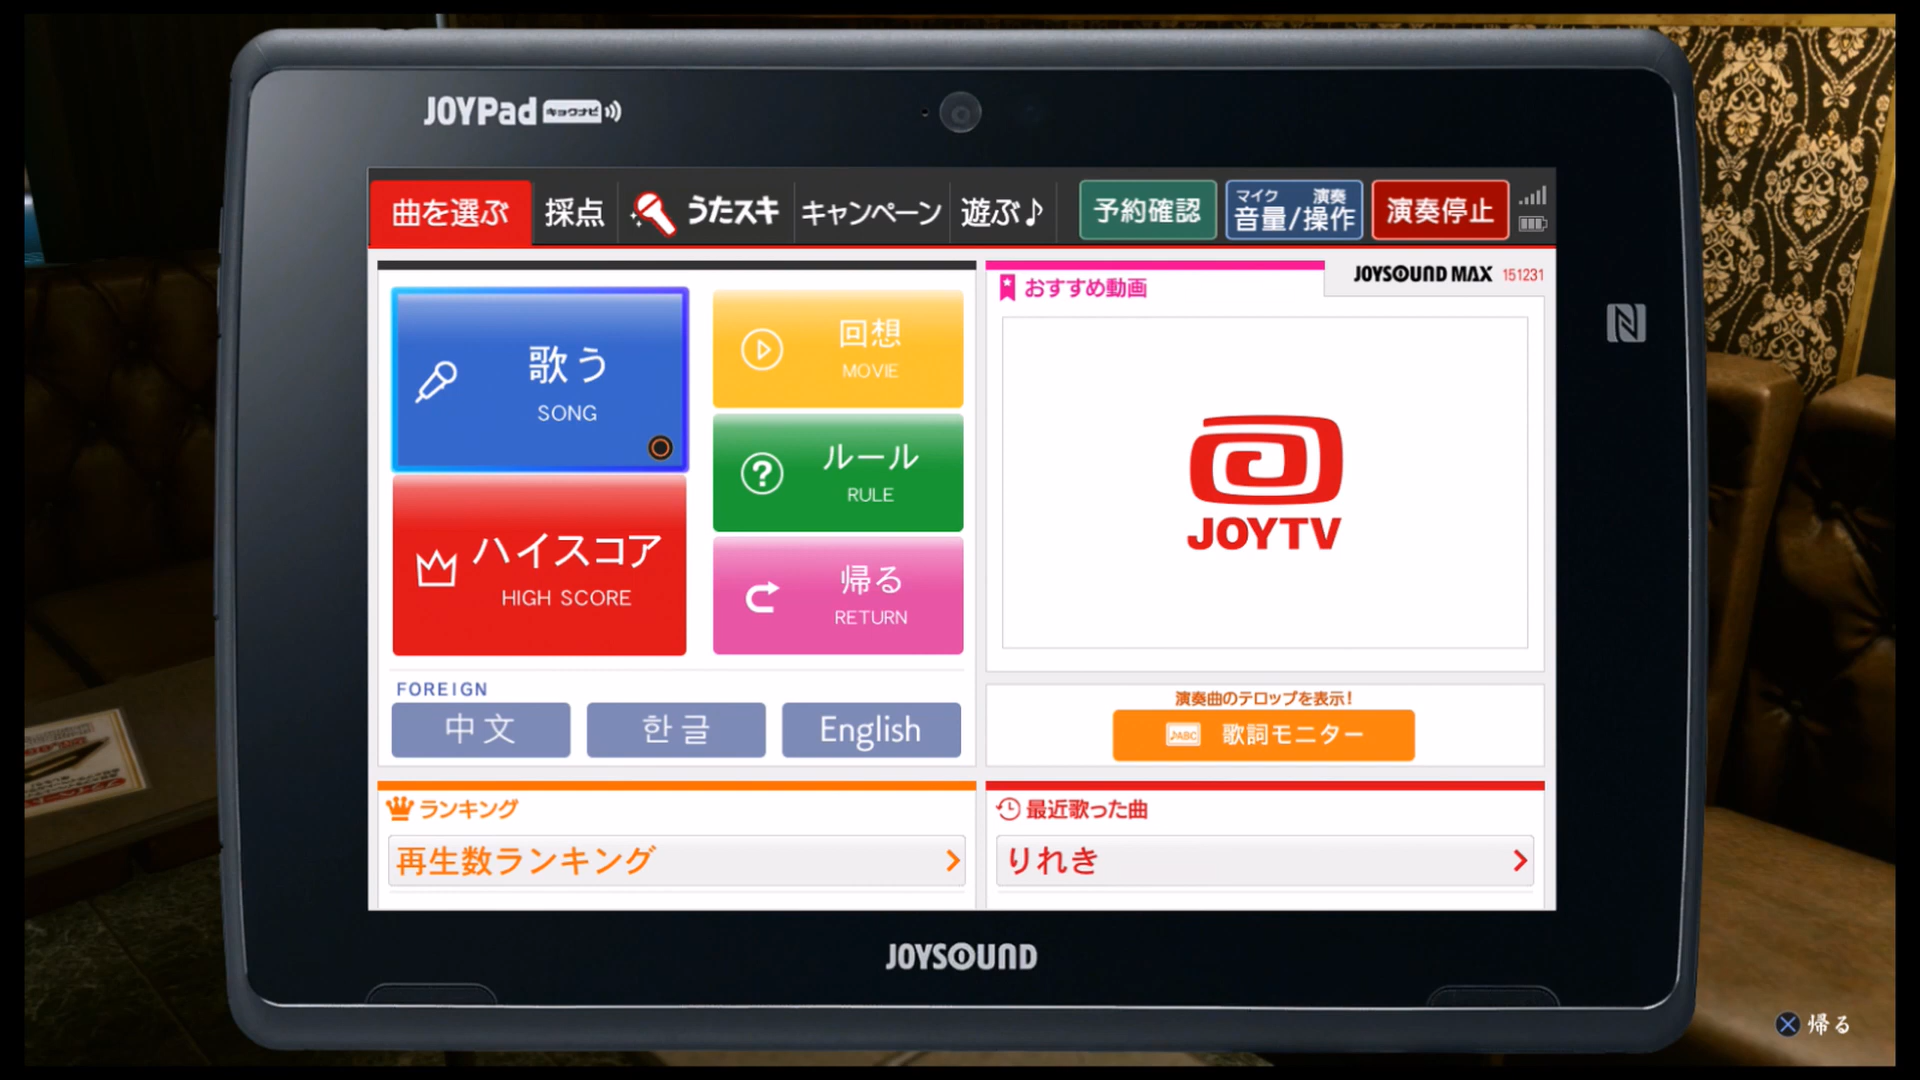 JOYPad キョクナビ
曲を選ぶ 採点 うたスキ キャンペーン 遊ぶ♪ 予約確認 マイク 演奏 音量/操作 演奏停止
歌う
SONG
ハイスコア
HIGH SCORE
回想
MOVIE
ルール
RULE
帰る
RETURN
FOREIGN
中文 한글 English
おすすめ動画
JOYSOUND MAX 151231
JOYTV
演奏曲のテロップを表示!
♪ABC 歌詞モニター
ランキング
再生数ランキング
最近歌った曲
りれき
JOYSOUND
帰る